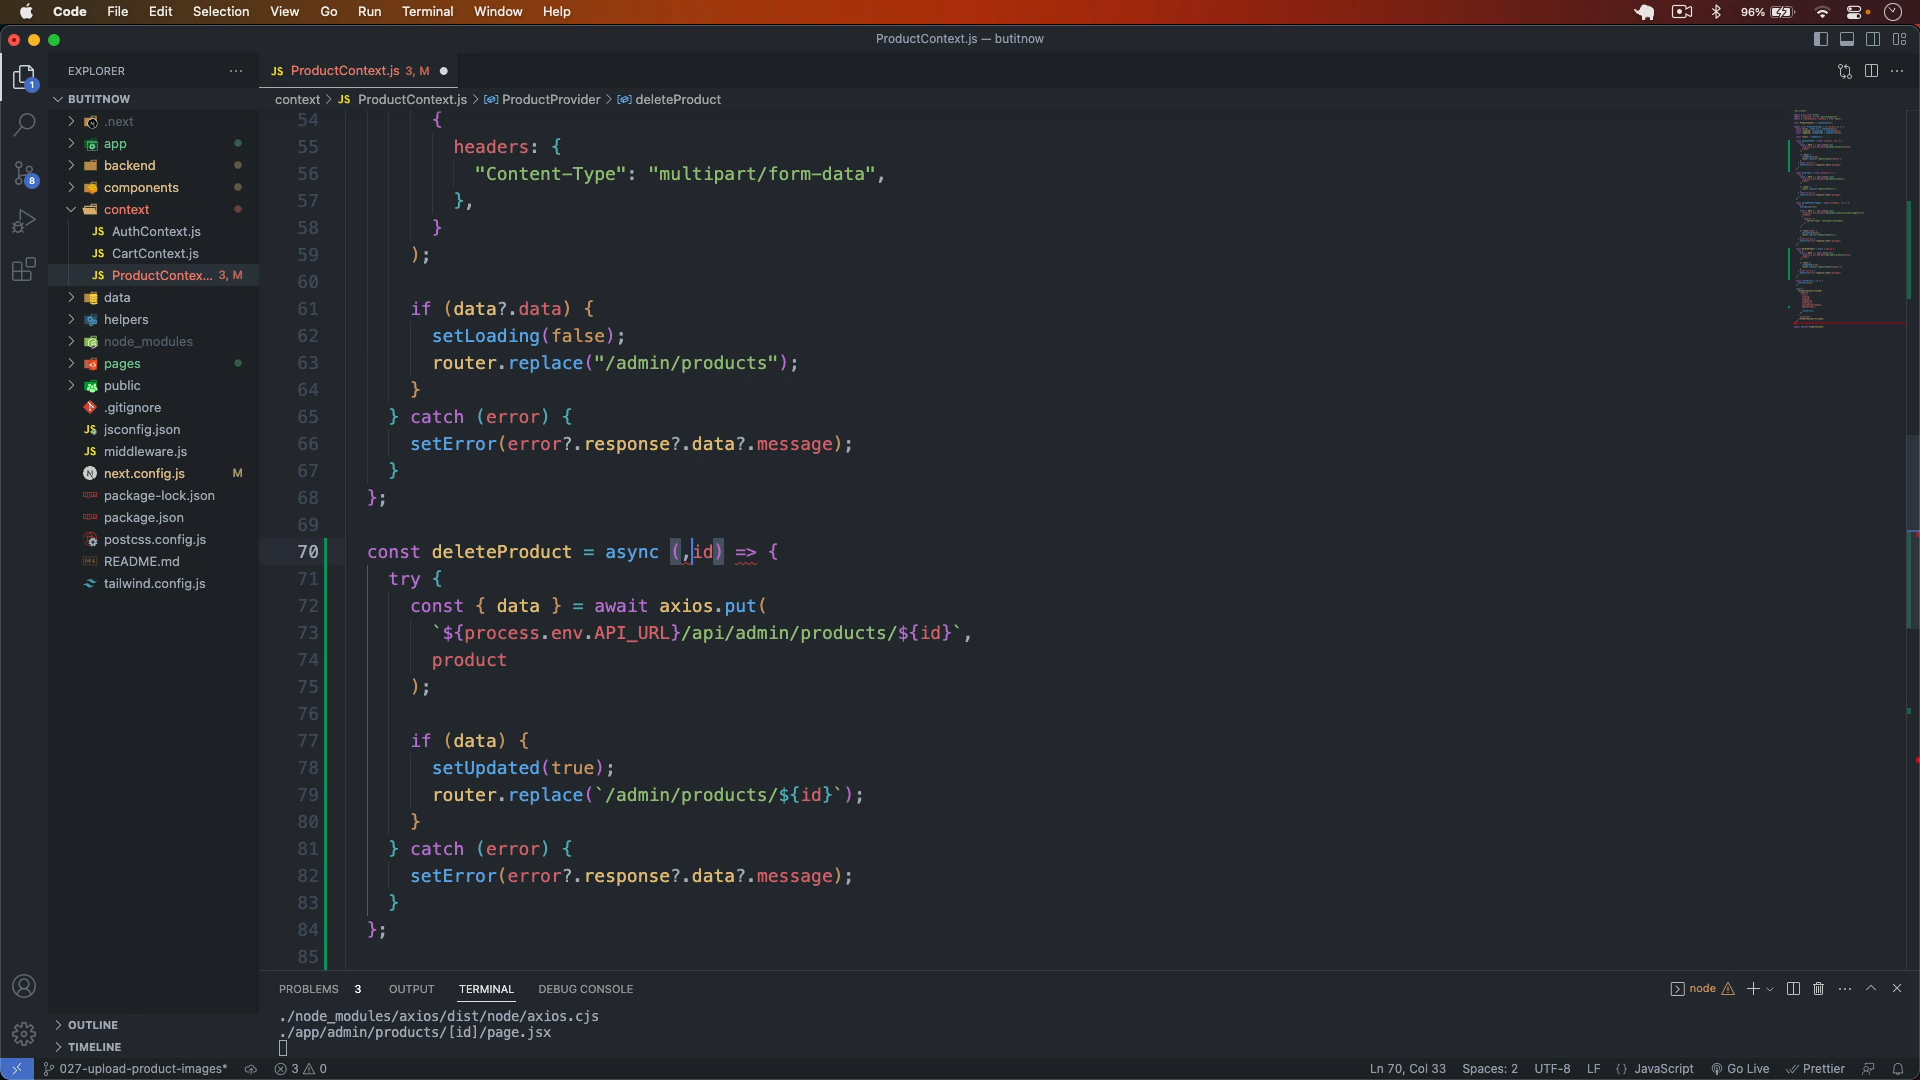 Code File Edit Selection View Go Run Terminal Window Help 96%
ProductContext.js — butitnow
EXPLORER
JS ProductContext.js 3, M
BUTITNOW
context > JS ProductContext.js > ProductProvider > deleteProduct
.next
app
backend
components
context
JS AuthContext.js
JS CartContext.js
JS ProductContex... 3, M
data
helpers
node_modules
pages
public
.gitignore
JS jsconfig.json
JS middleware.js
next.config.js M
package-lock.json
package.json
postcss.config.js
README.md
tailwind.config.js
1
8
54 {
55 headers: {
56 "Content-Type": "multipart/form-data",
57 },
58 }
59 );
60
61 if (data?.data) {
62 setLoading(false);
63 router.replace("/admin/products");
64 }
65 } catch (error) {
66 setError(error?.response?.data?.message);
67 }
68 };
69
70 const deleteProduct = async (,id) => {
71 try {
72 const { data } = await axios.put(
73 `${process.env.API_URL}/api/admin/products/${id}`,
74 product
75 );
76
77 if (data) {
78 setUpdated(true);
79 router.replace(`/admin/products/${id}`);
80 }
81 } catch (error) {
82 setError(error?.response?.data?.message);
83 }
84 };
85
PROBLEMS 3 OUTPUT TERMINAL DEBUG CONSOLE
node
./node_modules/axios/dist/node/axios.cjs
./app/admin/products/[id]/page.jsx
OUTLINE
TIMELINE
027-upload-product-images* 3 0 Ln 70, Col 33 Spaces: 2 UTF-8 LF {} JavaScript Go Live Prettier